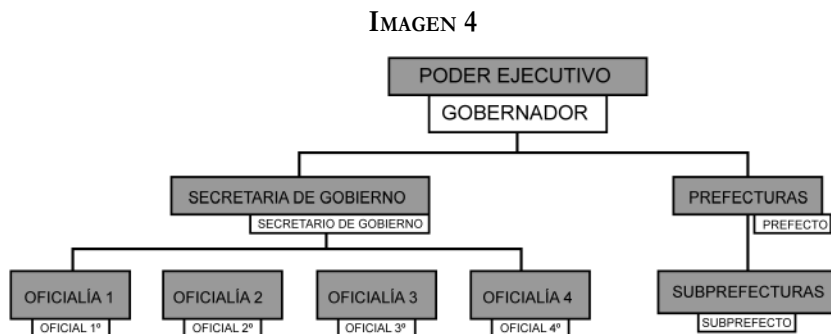 IMAGEN 4
PODER EJECUTIVO
GOBERNADOR
SECRETARIA DE GOBIERNO
SECRETARIO DE GOBIERNO
PREFECTURAS
PREFECTO
OFICIALÍA 1
OFICIAL 1º
OFICIALÍA 2
OFICIAL 2º
OFICIALÍA 3
OFICIAL 3º
OFICIALÍA 4
OFICIAL 4º
SUBPREFECTURAS
SUBPREFECTO